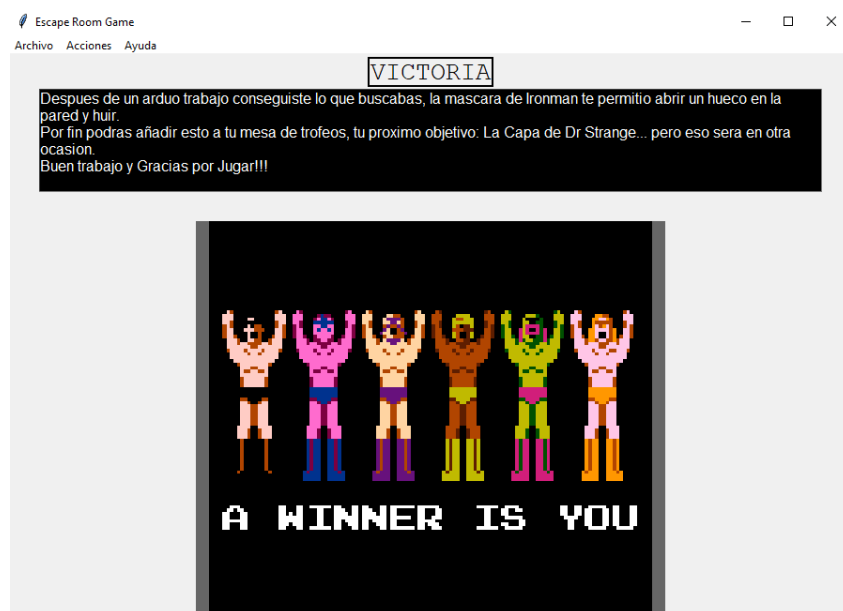 Escape Room Game
Archivo Acciones Ayuda
VICTORIA
Despues de un arduo trabajo conseguiste lo que buscabas, la mascara de Ironman te permitio abrir un hueco en la
pared y huir.
Por fin podras añadir esto a tu mesa de trofeos, tu proximo objetivo: La Capa de Dr Strange... pero eso sera en otra
ocasion.
Buen trabajo y Gracias por Jugar!!!
A WINNER IS YOU